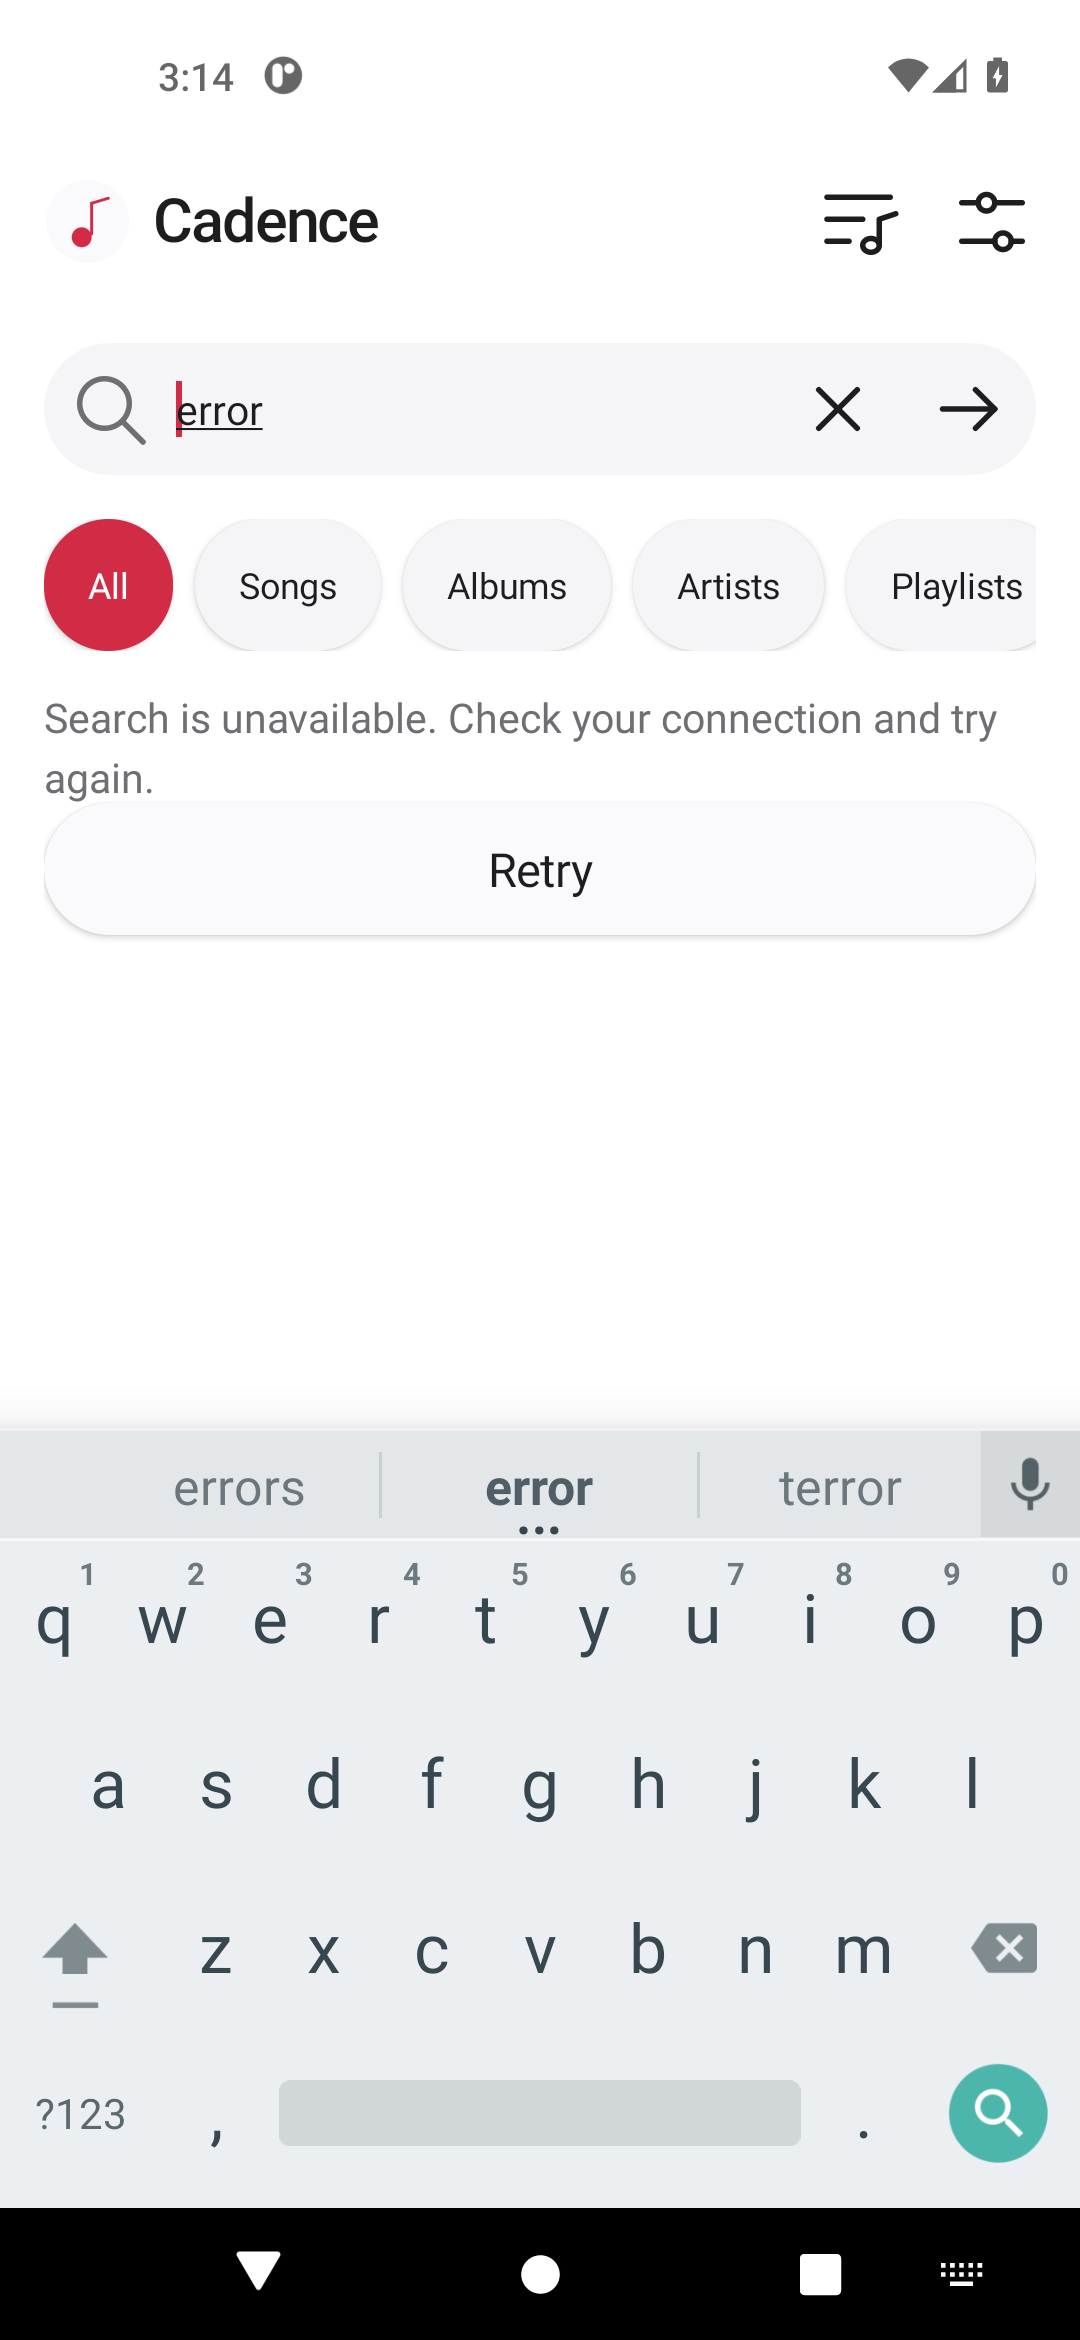 3:14
Cadence
error
All Songs Albums Artists Playlists
Search is unavailable. Check your connection and try
again.
Retry
errors error terror
1 2 3 4 5 6 7 8 9 0
q w e r t y u i o p
a s d f g h j k l
z x c v b n m
?123 , .